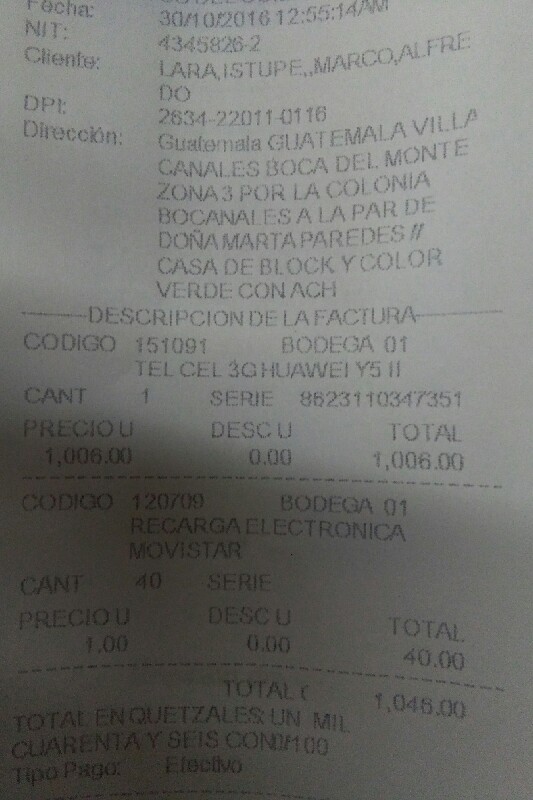 Fecha: 30/10/2016 12:55:14AM
NIT: 4345826-2
Cliente: LARA,ISTUPE,,MARCO,ALFRE
DO
DPI: 2634-22011-0116
Dirección: Guatemala GUATEMALA VILLA
CANALES BOCA DEL MONTE
ZONA 3 POR LA COLONIA
BOCANALES A LA PAR DE
DOÑA MARTA PAREDES //
CASA DE BLOCK Y COLOR
VERDE CON ACH
DESCRIPCION DE LA FACTURA
CODIGO 151091 BODEGA 01
TEL CEL 3G HUAWEI Y5 II
CANT 1 SERIE 8623110347351
PRECIO U DESC U TOTAL
1,006.00 0.00 1,006.00
CODIGO 120709 BODEGA 01
RECARGA ELECTRONICA
MOVISTAR
CANT 40 SERIE
PRECIO U DESC U TOTAL
1.00 0.00 40.00
TOTAL ( 1,046.00
TOTAL EN QUETZALES: UN MIL
CUARENTA Y SEIS CON 0/100
Tipo Pago: Efectivo